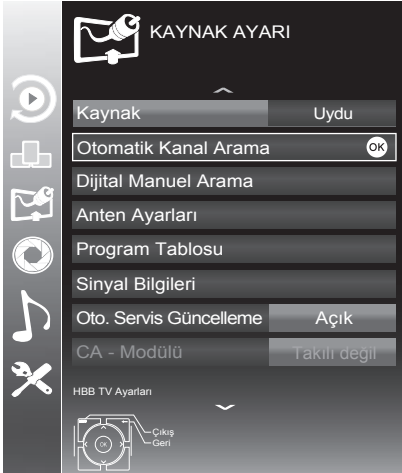 KAYNAK AYARI
Kaynak Uydu
Otomatik Kanal Arama OK
Dijital Manuel Arama
Anten Ayarları
Program Tablosu
Sinyal Bilgileri
Oto. Servis Güncelleme Açık
CA - Modülü Takılı değil
HBB TV Ayarları
Çıkış
OK Geri